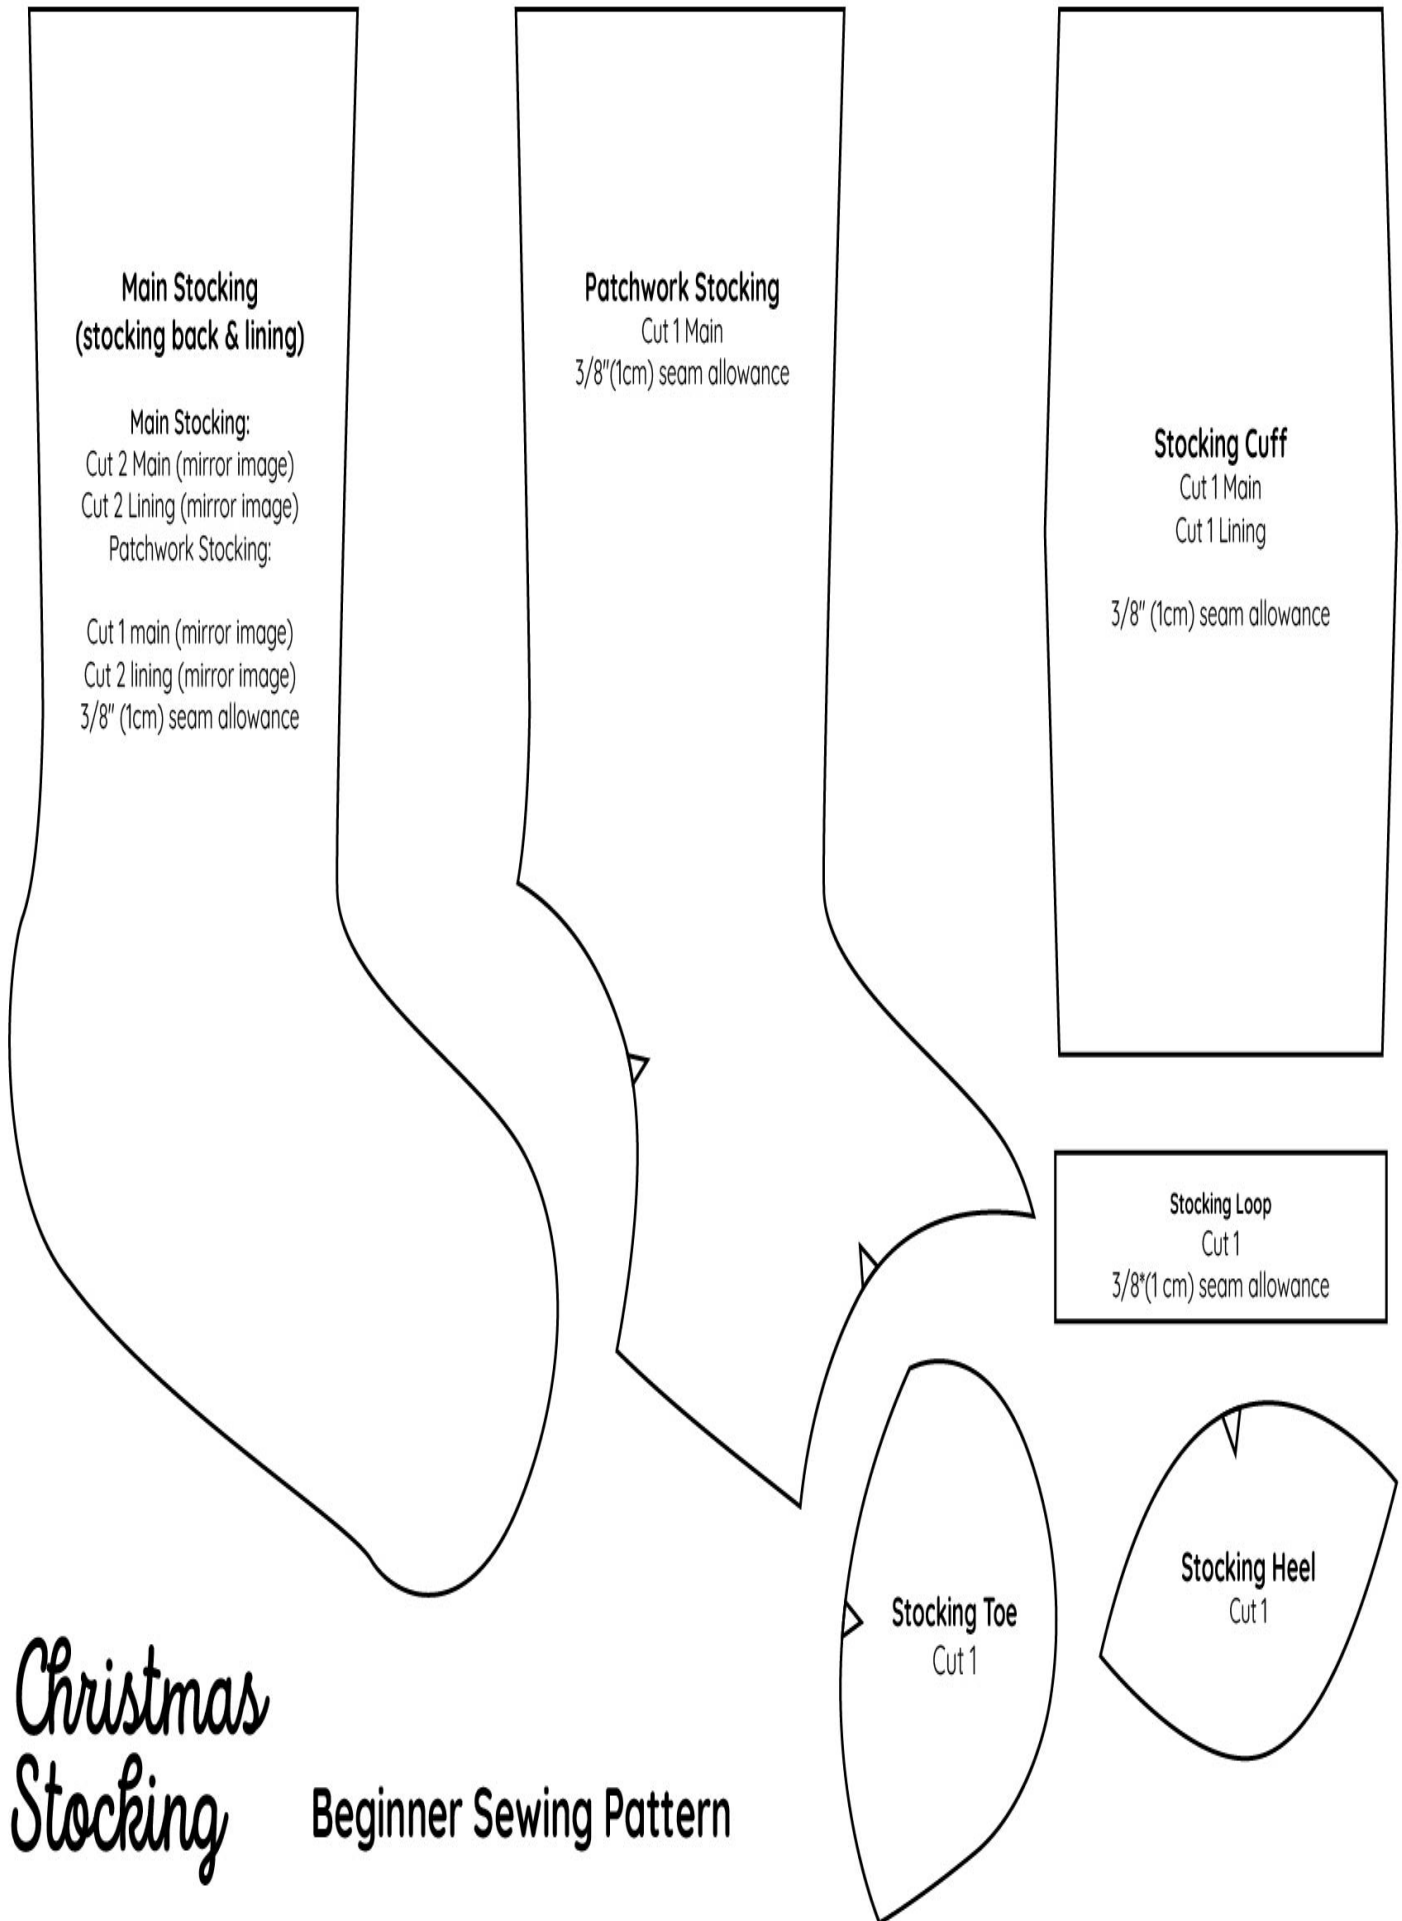 Main Stocking
(stocking back & lining)
Main Stocking:
Cut 2 Main (mirror image)
Cut 2 Lining (mirror image)
Patchwork Stocking:
Cut 1 main (mirror image)
Cut 2 lining (mirror image)
3/8" (1cm) seam allowance
Patchwork Stocking
Cut 1 Main
3/8"(1cm) seam allowance
Stocking Cuff
Cut 1 Main
Cut 1 Lining
3/8" (1cm) seam allowance
Stocking Loop
Cut 1
3/8*(1 cm) seam allowance
Stocking Heel
Cut 1
Stocking Toe
Cut 1
Christmas
Stocking
Beginner Sewing Pattern